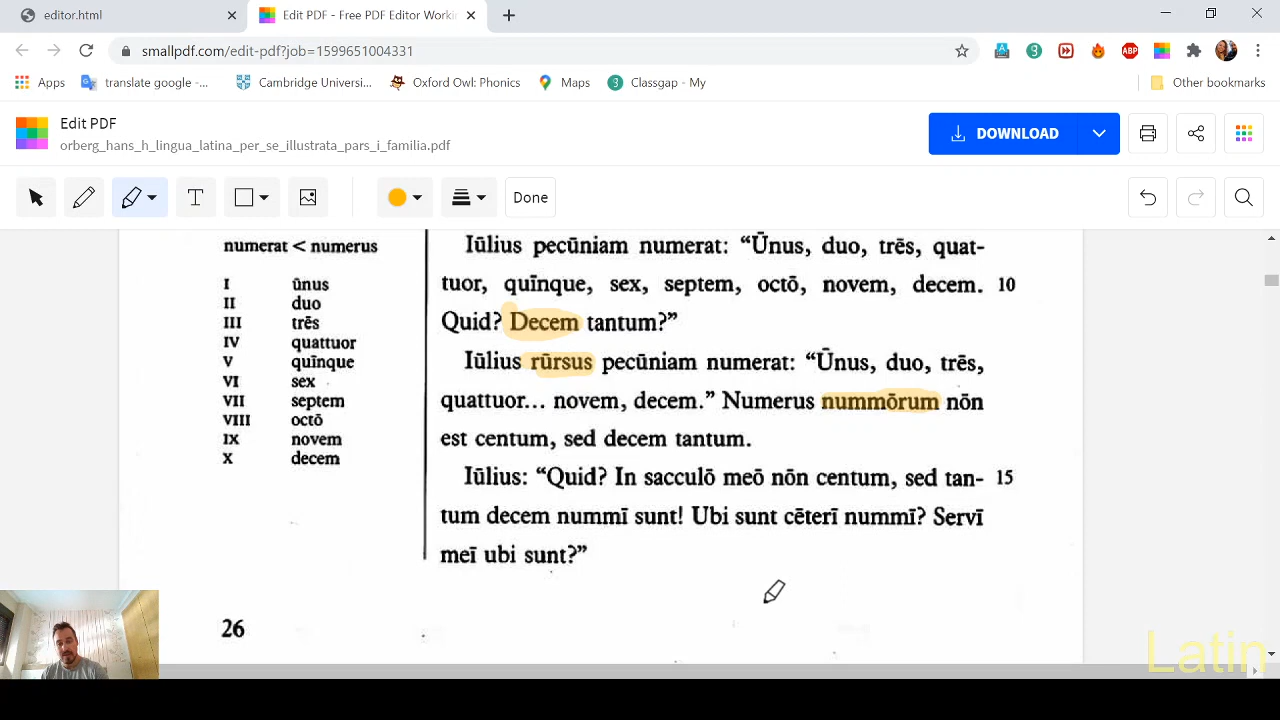 editor.html
Edit PDF - Free PDF Editor Workin
smallpdf.com/edit-pdf?job=1599651004331
Apps
translate google -...
Cambridge Universi...
Oxford Owl: Phonics
Maps
Classgap - My
Other bookmarks
Edit PDF
orberg_hans_h_lingua_latina_per_se_illustrata_pars_i_familia.pdf
DOWNLOAD
Done
numerat < numerus
I ūnus
II duo
III trēs
IV quattuor
V quīnque
VI sex
VII septem
VIII octō
IX novem
X decem
Iūlius pecūniam numerat: “Ūnus, duo, trēs, quat-
tuor, quīnque, sex, septem, octō, novem, decem. 10
Quid? Decem tantum?”
Iūlius rūrsus pecūniam numerat: “Ūnus, duo, trēs,
quattuor... novem, decem.” Numerus nummōrum nōn
est centum, sed decem tantum.
Iūlius: “Quid? In sacculō meō nōn centum, sed tan- 15
tum decem nummī sunt! Ubi sunt cēterī nummī? Servī
meī ubi sunt?”
26
Latin